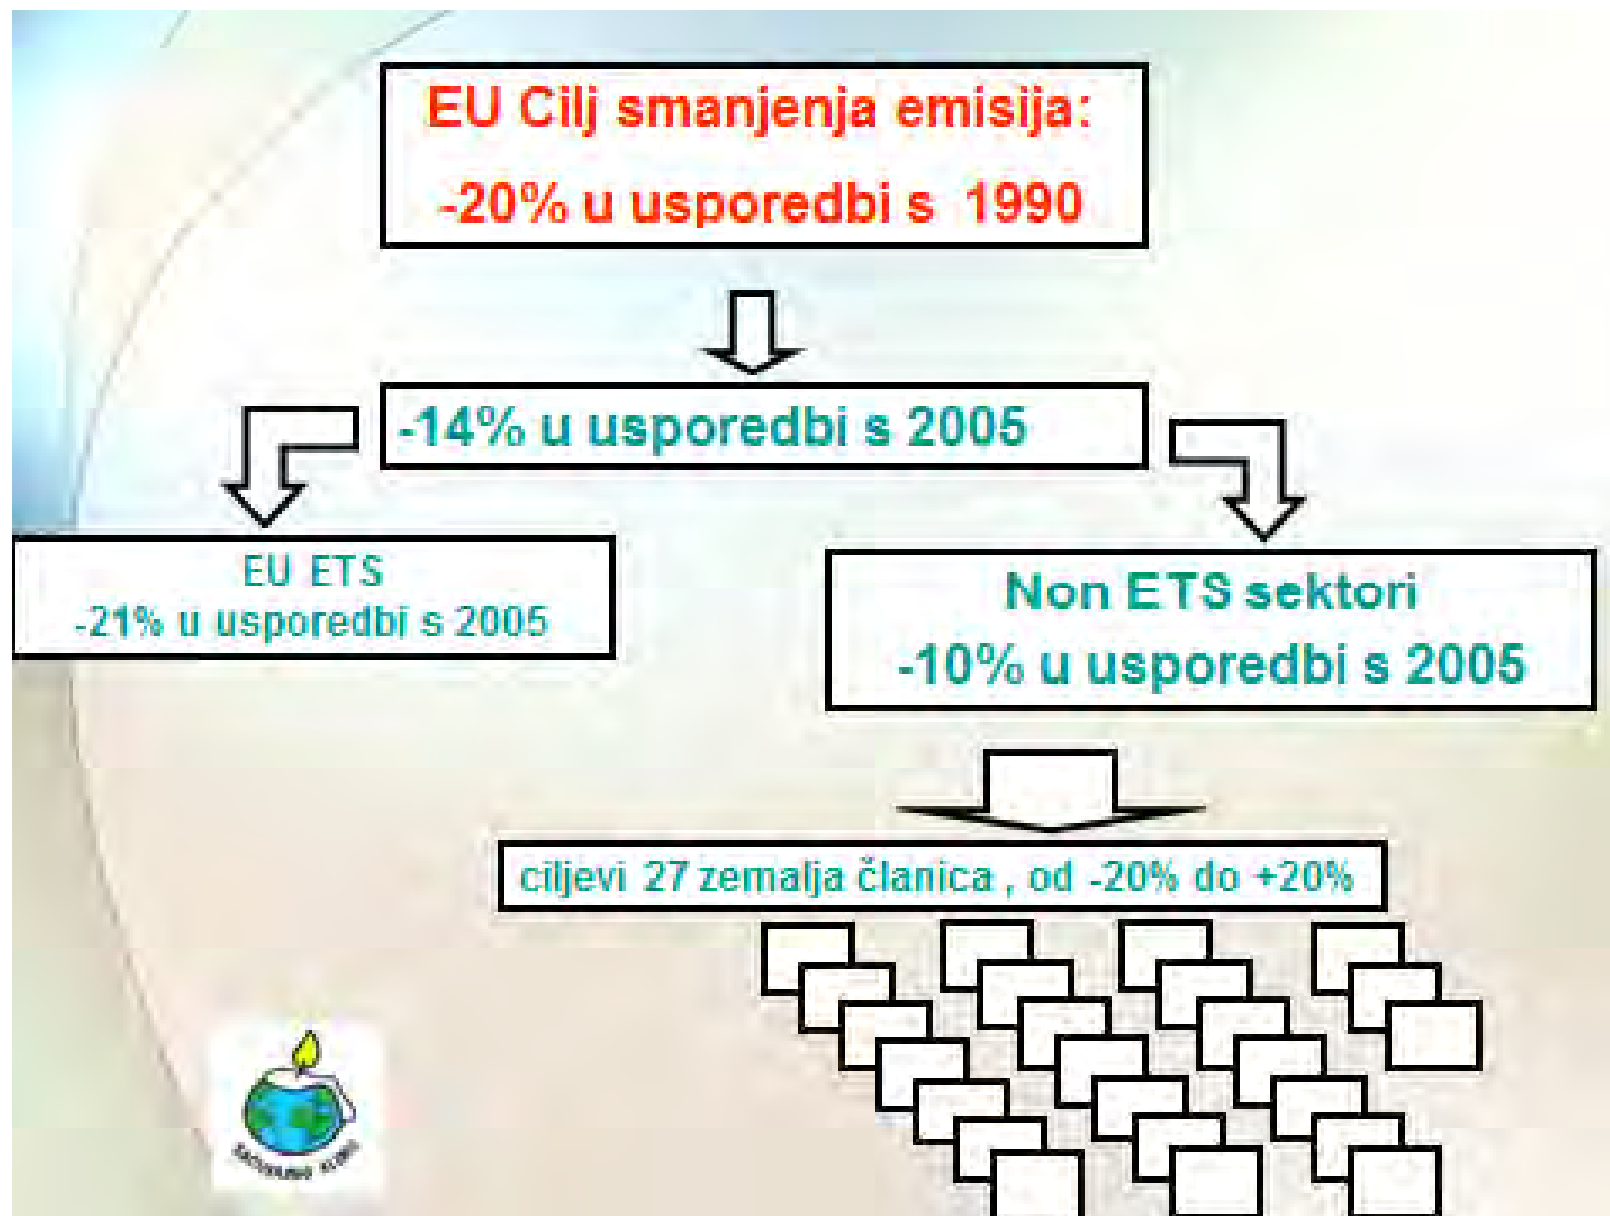 EU Cilj smanjenja emisija:
-20% u usporedbi s 1990
-14% u usporedbi s 2005
EU ETS
-21% u usporedbi s 2005
Non ETS sektori
-10% u usporedbi s 2005
ciljevi 27 zemalja članica , od -20% do +20%